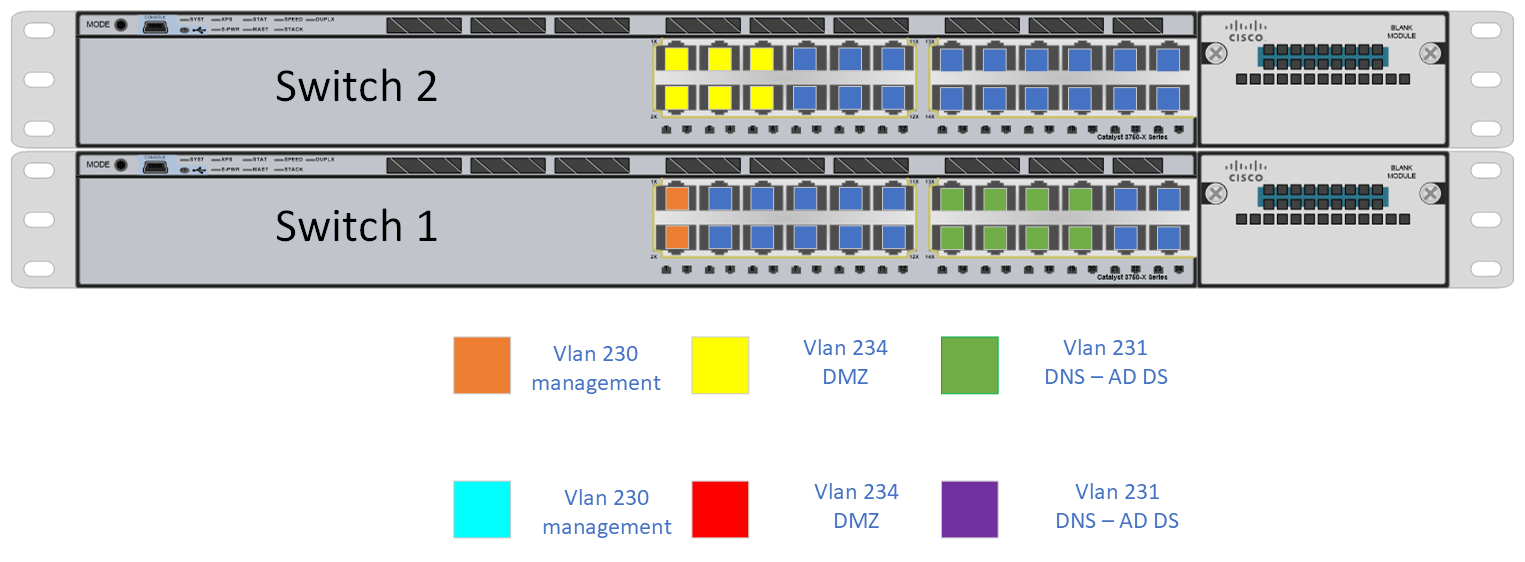 MODE CONSOLE SYST XPS STAT SPEED DUPLX
S-PWR MAST STACK
CISCO
BLANK
MODULE
Switch 2
1X 11X 13X
2X 12X 14X
Catalyst 3750-X Series
MODE CONSOLE SYST XPS STAT SPEED DUPLX
S-PWR MAST STACK
CISCO
BLANK
MODULE
Switch 1
1X 11X 13X
2X 12X 14X
Catalyst 3750-X Series
Vlan 230
management
Vlan 234
DMZ
Vlan 231
DNS – AD DS
Vlan 230
management
Vlan 234
DMZ
Vlan 231
DNS – AD DS